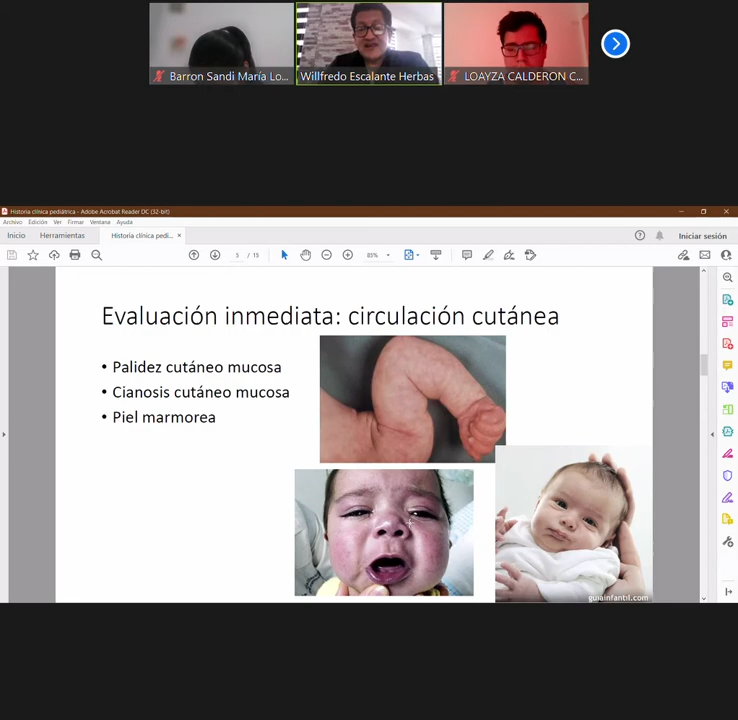 Barron Sandi María Lo...
Willfredo Escalante Herbas
LOAYZA CALDERON C...
Historia clínica pediátrica - Adobe Acrobat Reader DC (32-bit)
Archivo Edición Ver Firmar Ventana Ayuda
Inicio Herramientas Historia clínica pedi... × Iniciar sesión
/ 15 85%
Evaluación inmediata: circulación cutánea
• Palidez cutáneo mucosa
• Cianosis cutáneo mucosa
• Piel marmorea
guiainfantil.com